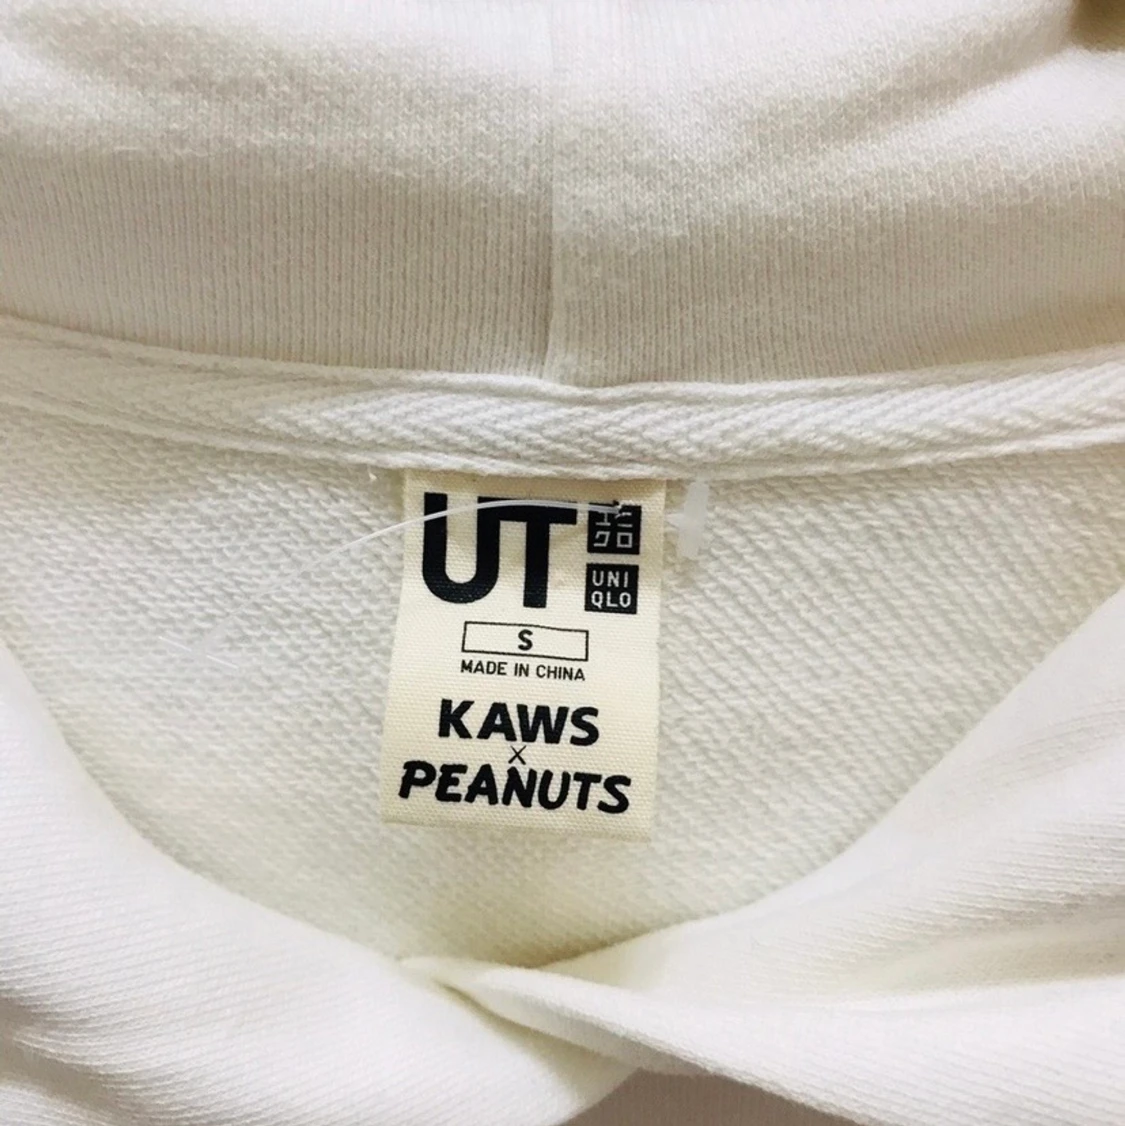 UT
ユニ
クロ
UNI
QLO
S
MADE IN CHINA
KAWS
×
PEANUTS